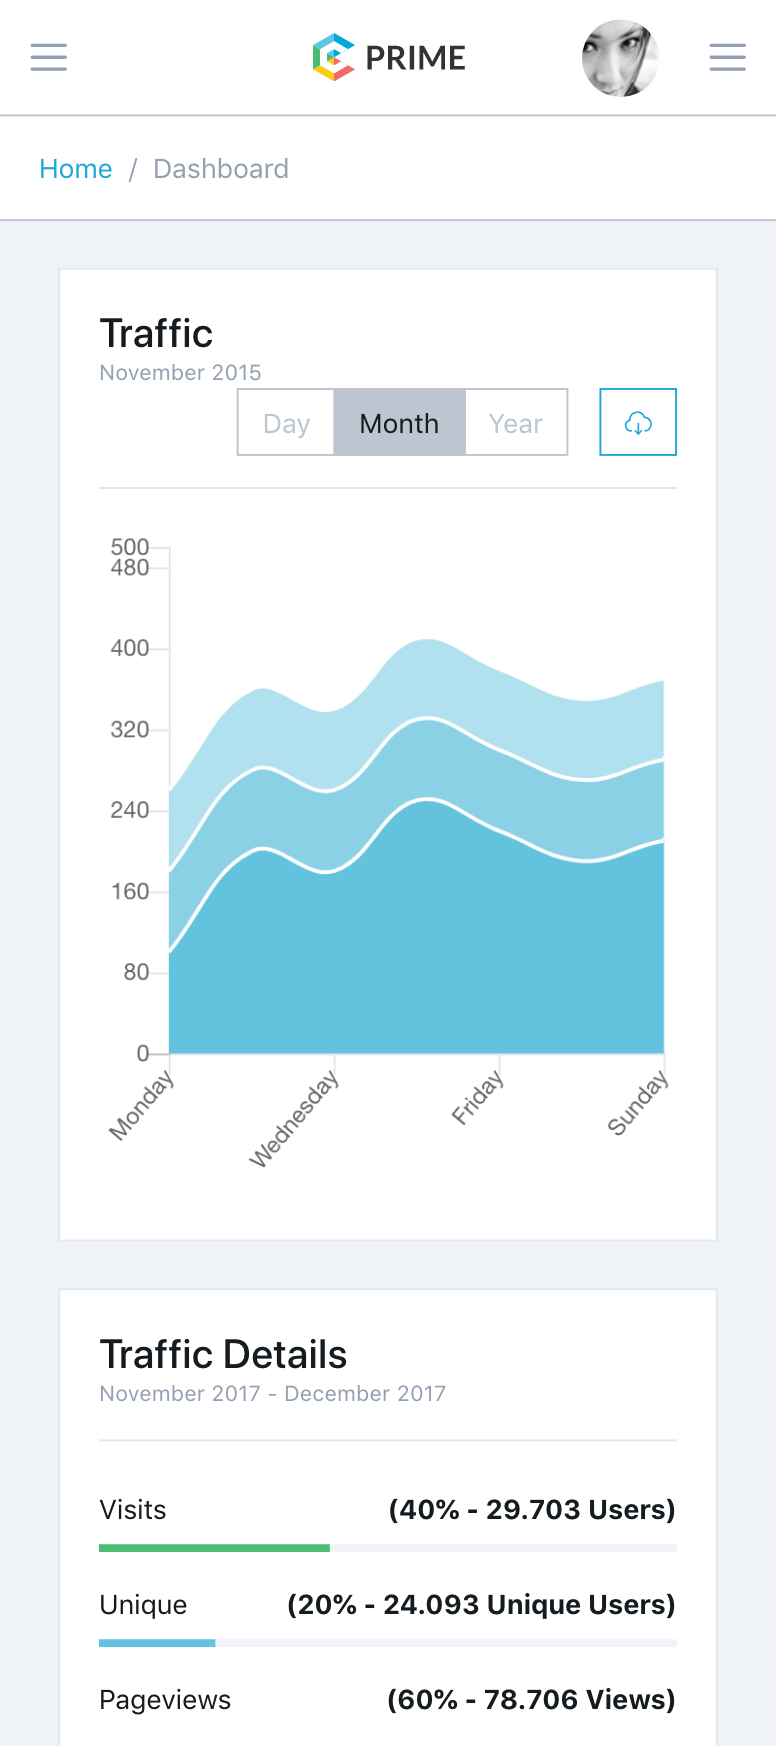 PRIME
Home / Dashboard
Traffic
November 2015
Day Month Year
500
480
400
320
240
160
80
0
Monday Wednesday Friday Sunday
Traffic Details
November 2017 - December 2017
Visits (40% - 29.703 Users)
Unique (20% - 24.093 Unique Users)
Pageviews (60% - 78.706 Views)